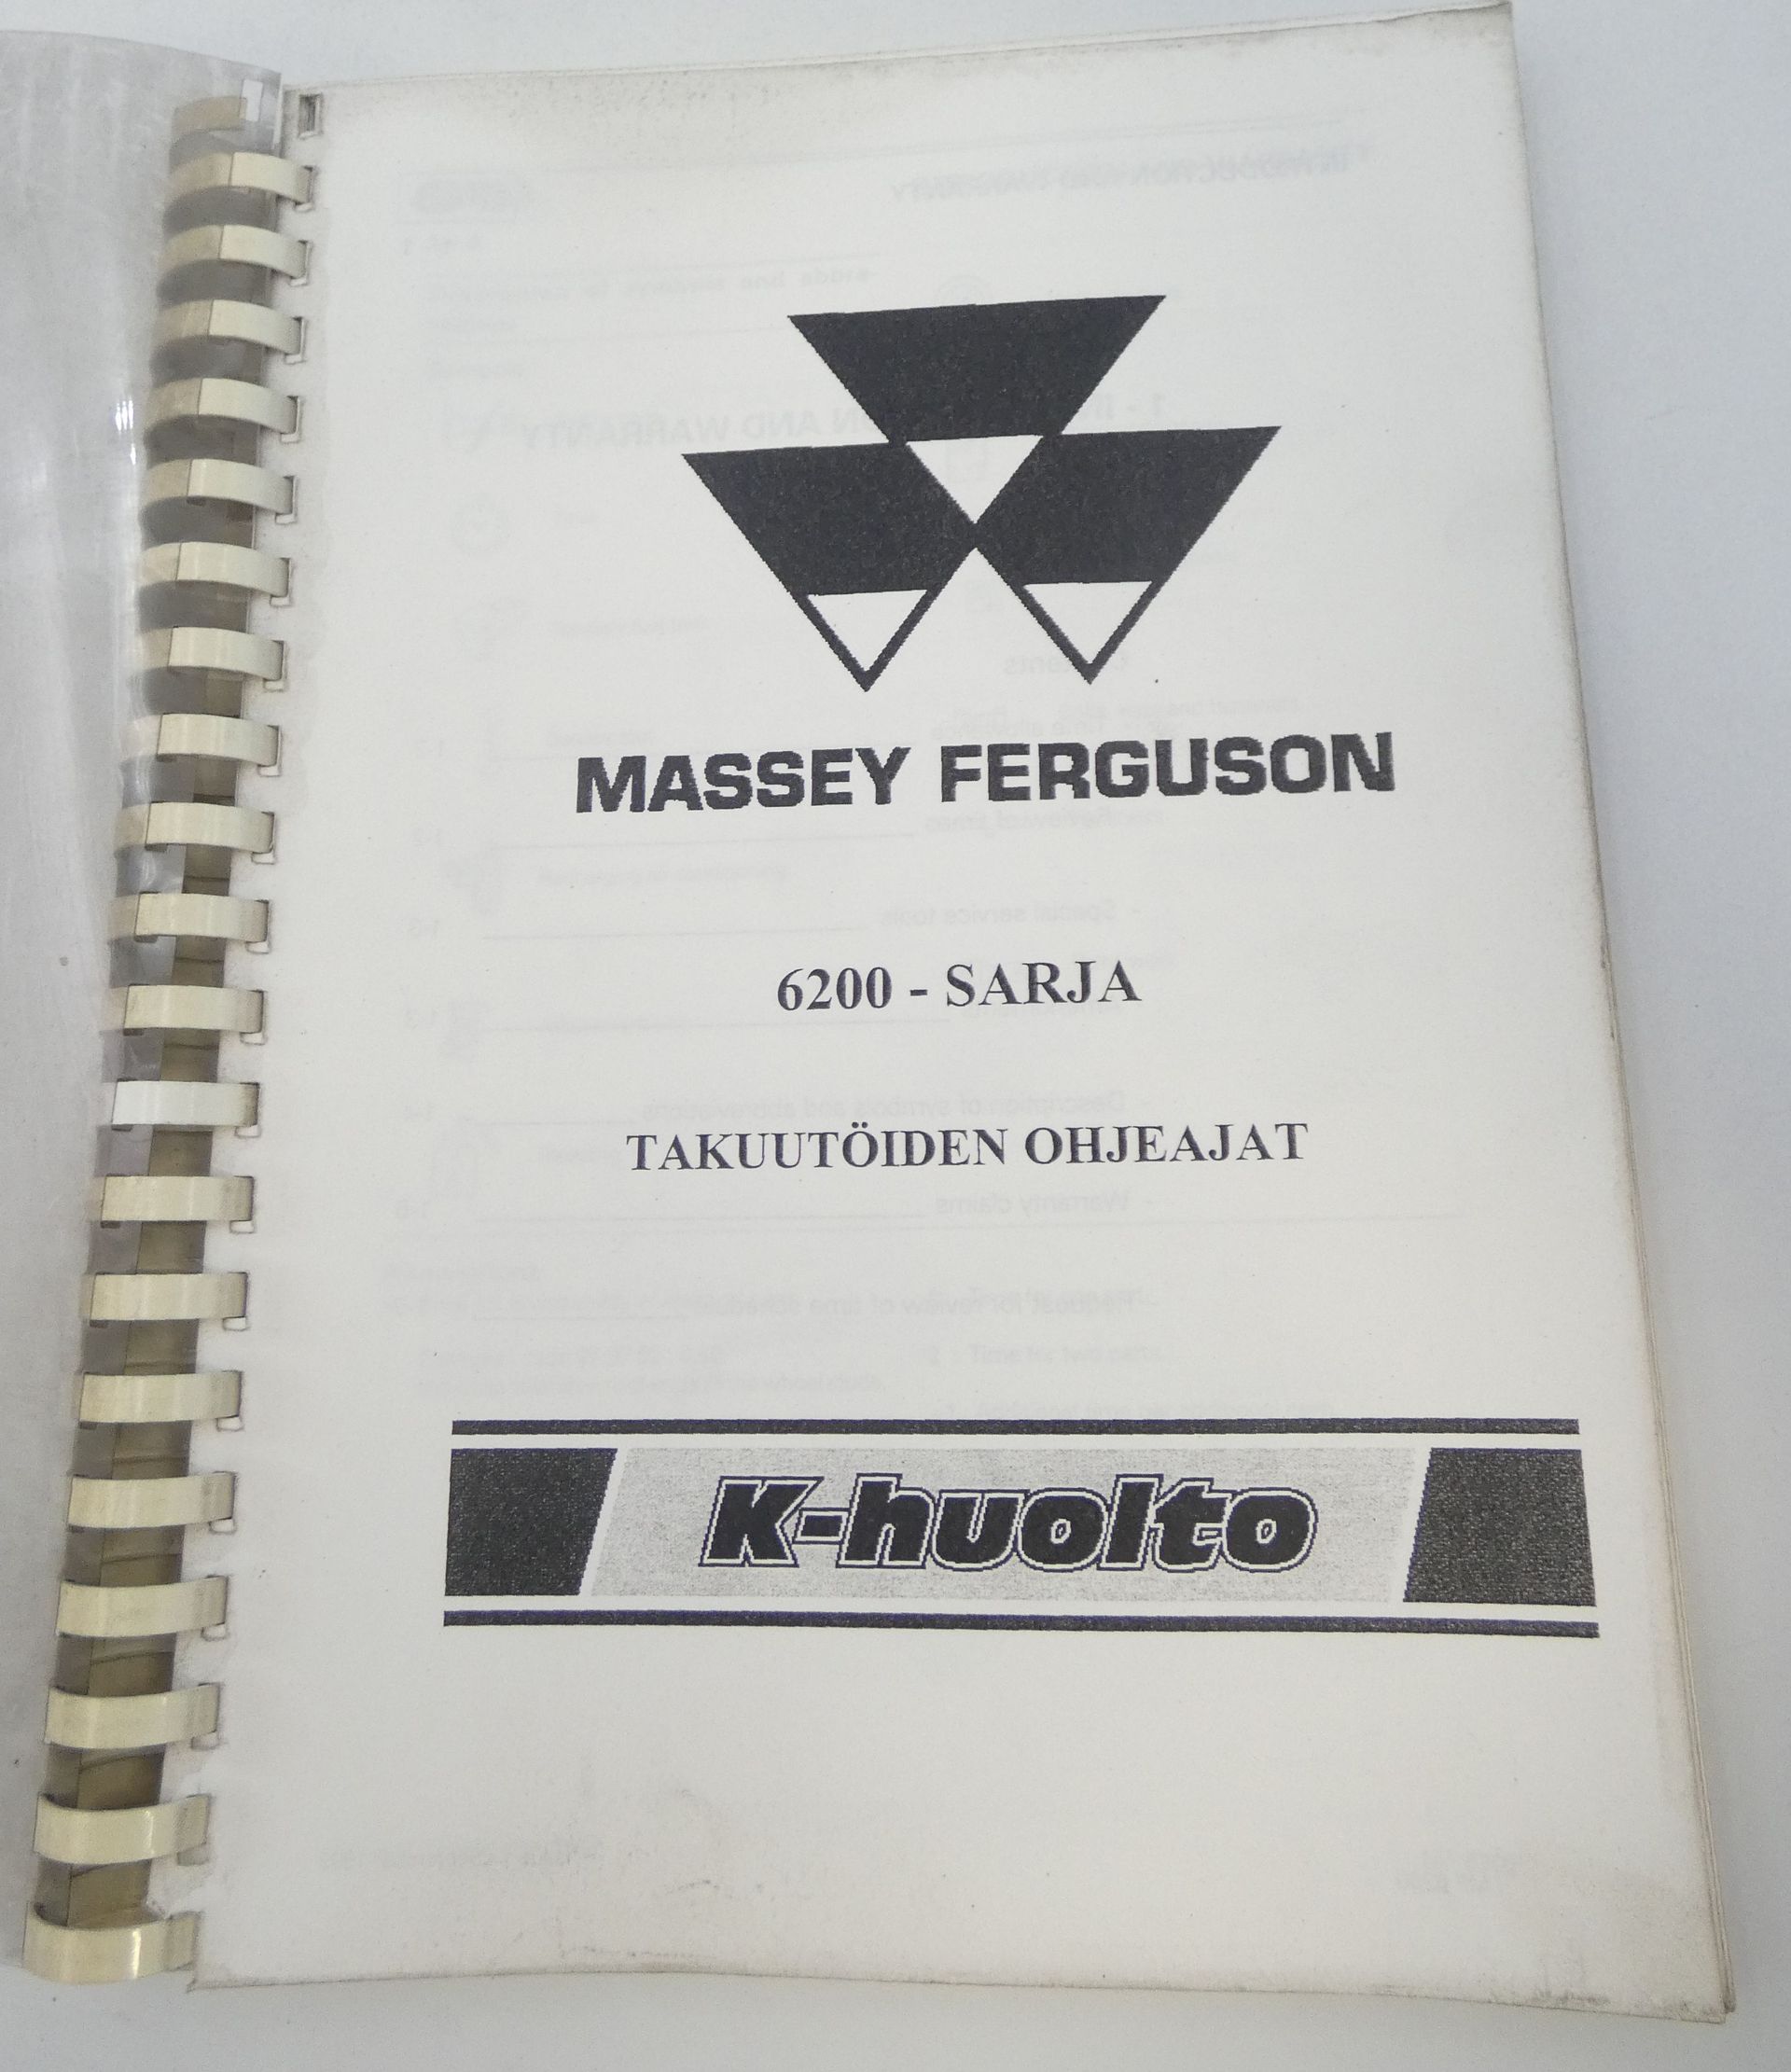 MASSEY FERGUSON
6200 - SARJA
TAKUUTÖIDEN OHJEAJAT
K-huolto